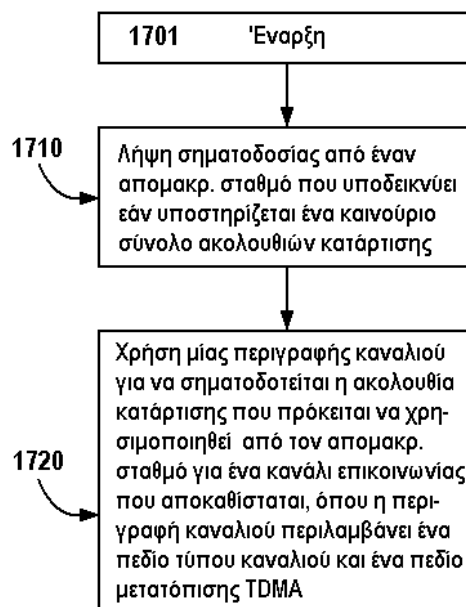 1701 Έναρξη
1710
Λήψη σηματοδοσίας από έναν
απομακρ. σταθμό που υποδεικνύει
εάν υποστηρίζεται ένα καινούριο
σύνολο ακολουθιών κατάρτισης
1720
Χρήση μίας περιγραφής καναλιού
για να σηματοδοτείται η ακολουθία
κατάρτισης που πρόκειται να χρη-
σιμοποιηθεί από τον απομακρ.
σταθμό για ένα κανάλι επικοινωνίας
που αποκαθίσταται, όπου η περι-
γραφή καναλιού περιλαμβάνει ένα
πεδίο τύπου καναλιού και ένα πεδίο
μετατόπισης TDMA